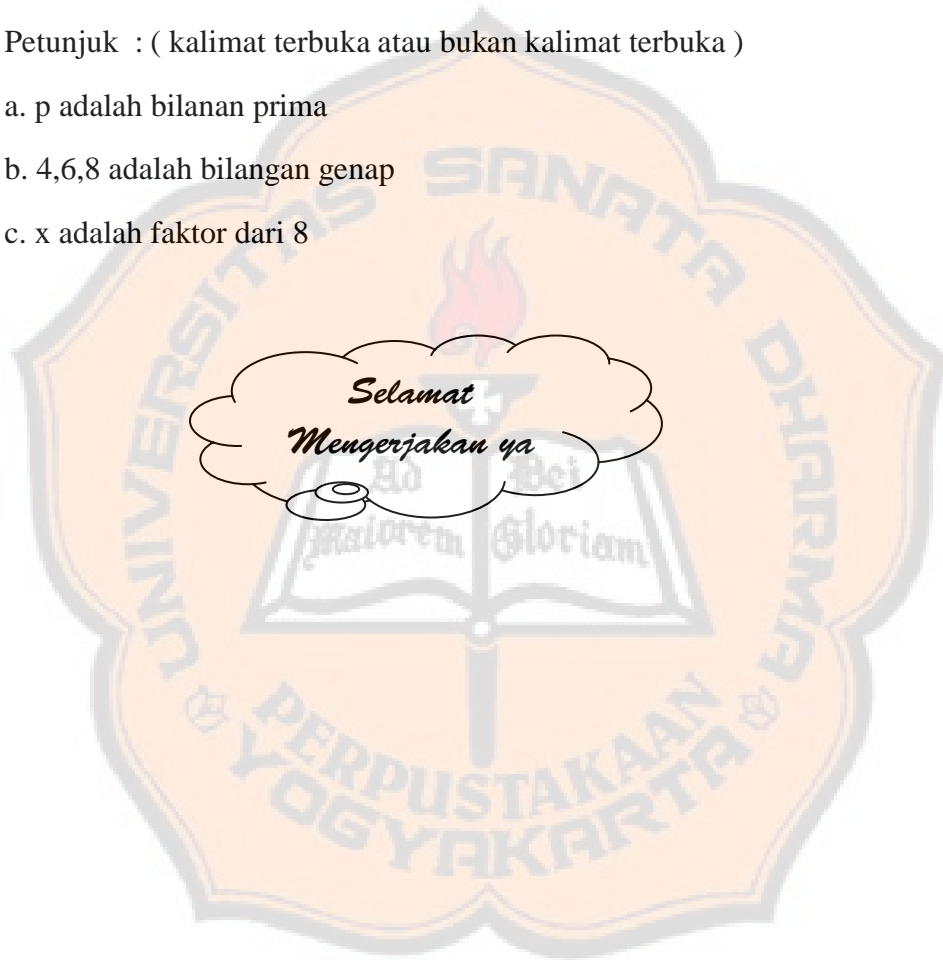 Petunjuk : ( kalimat terbuka atau bukan kalimat terbuka )
a. p adalah bilanan prima
b. 4,6,8 adalah bilangan genap
c. x adalah faktor dari 8
Selamat
Mengerjakan ya
UNIVERSITAS SANATA DHARMA
Ad Dei
Maiorem Gloriam
PERPUSTAKAAN
YOGYAKARTA